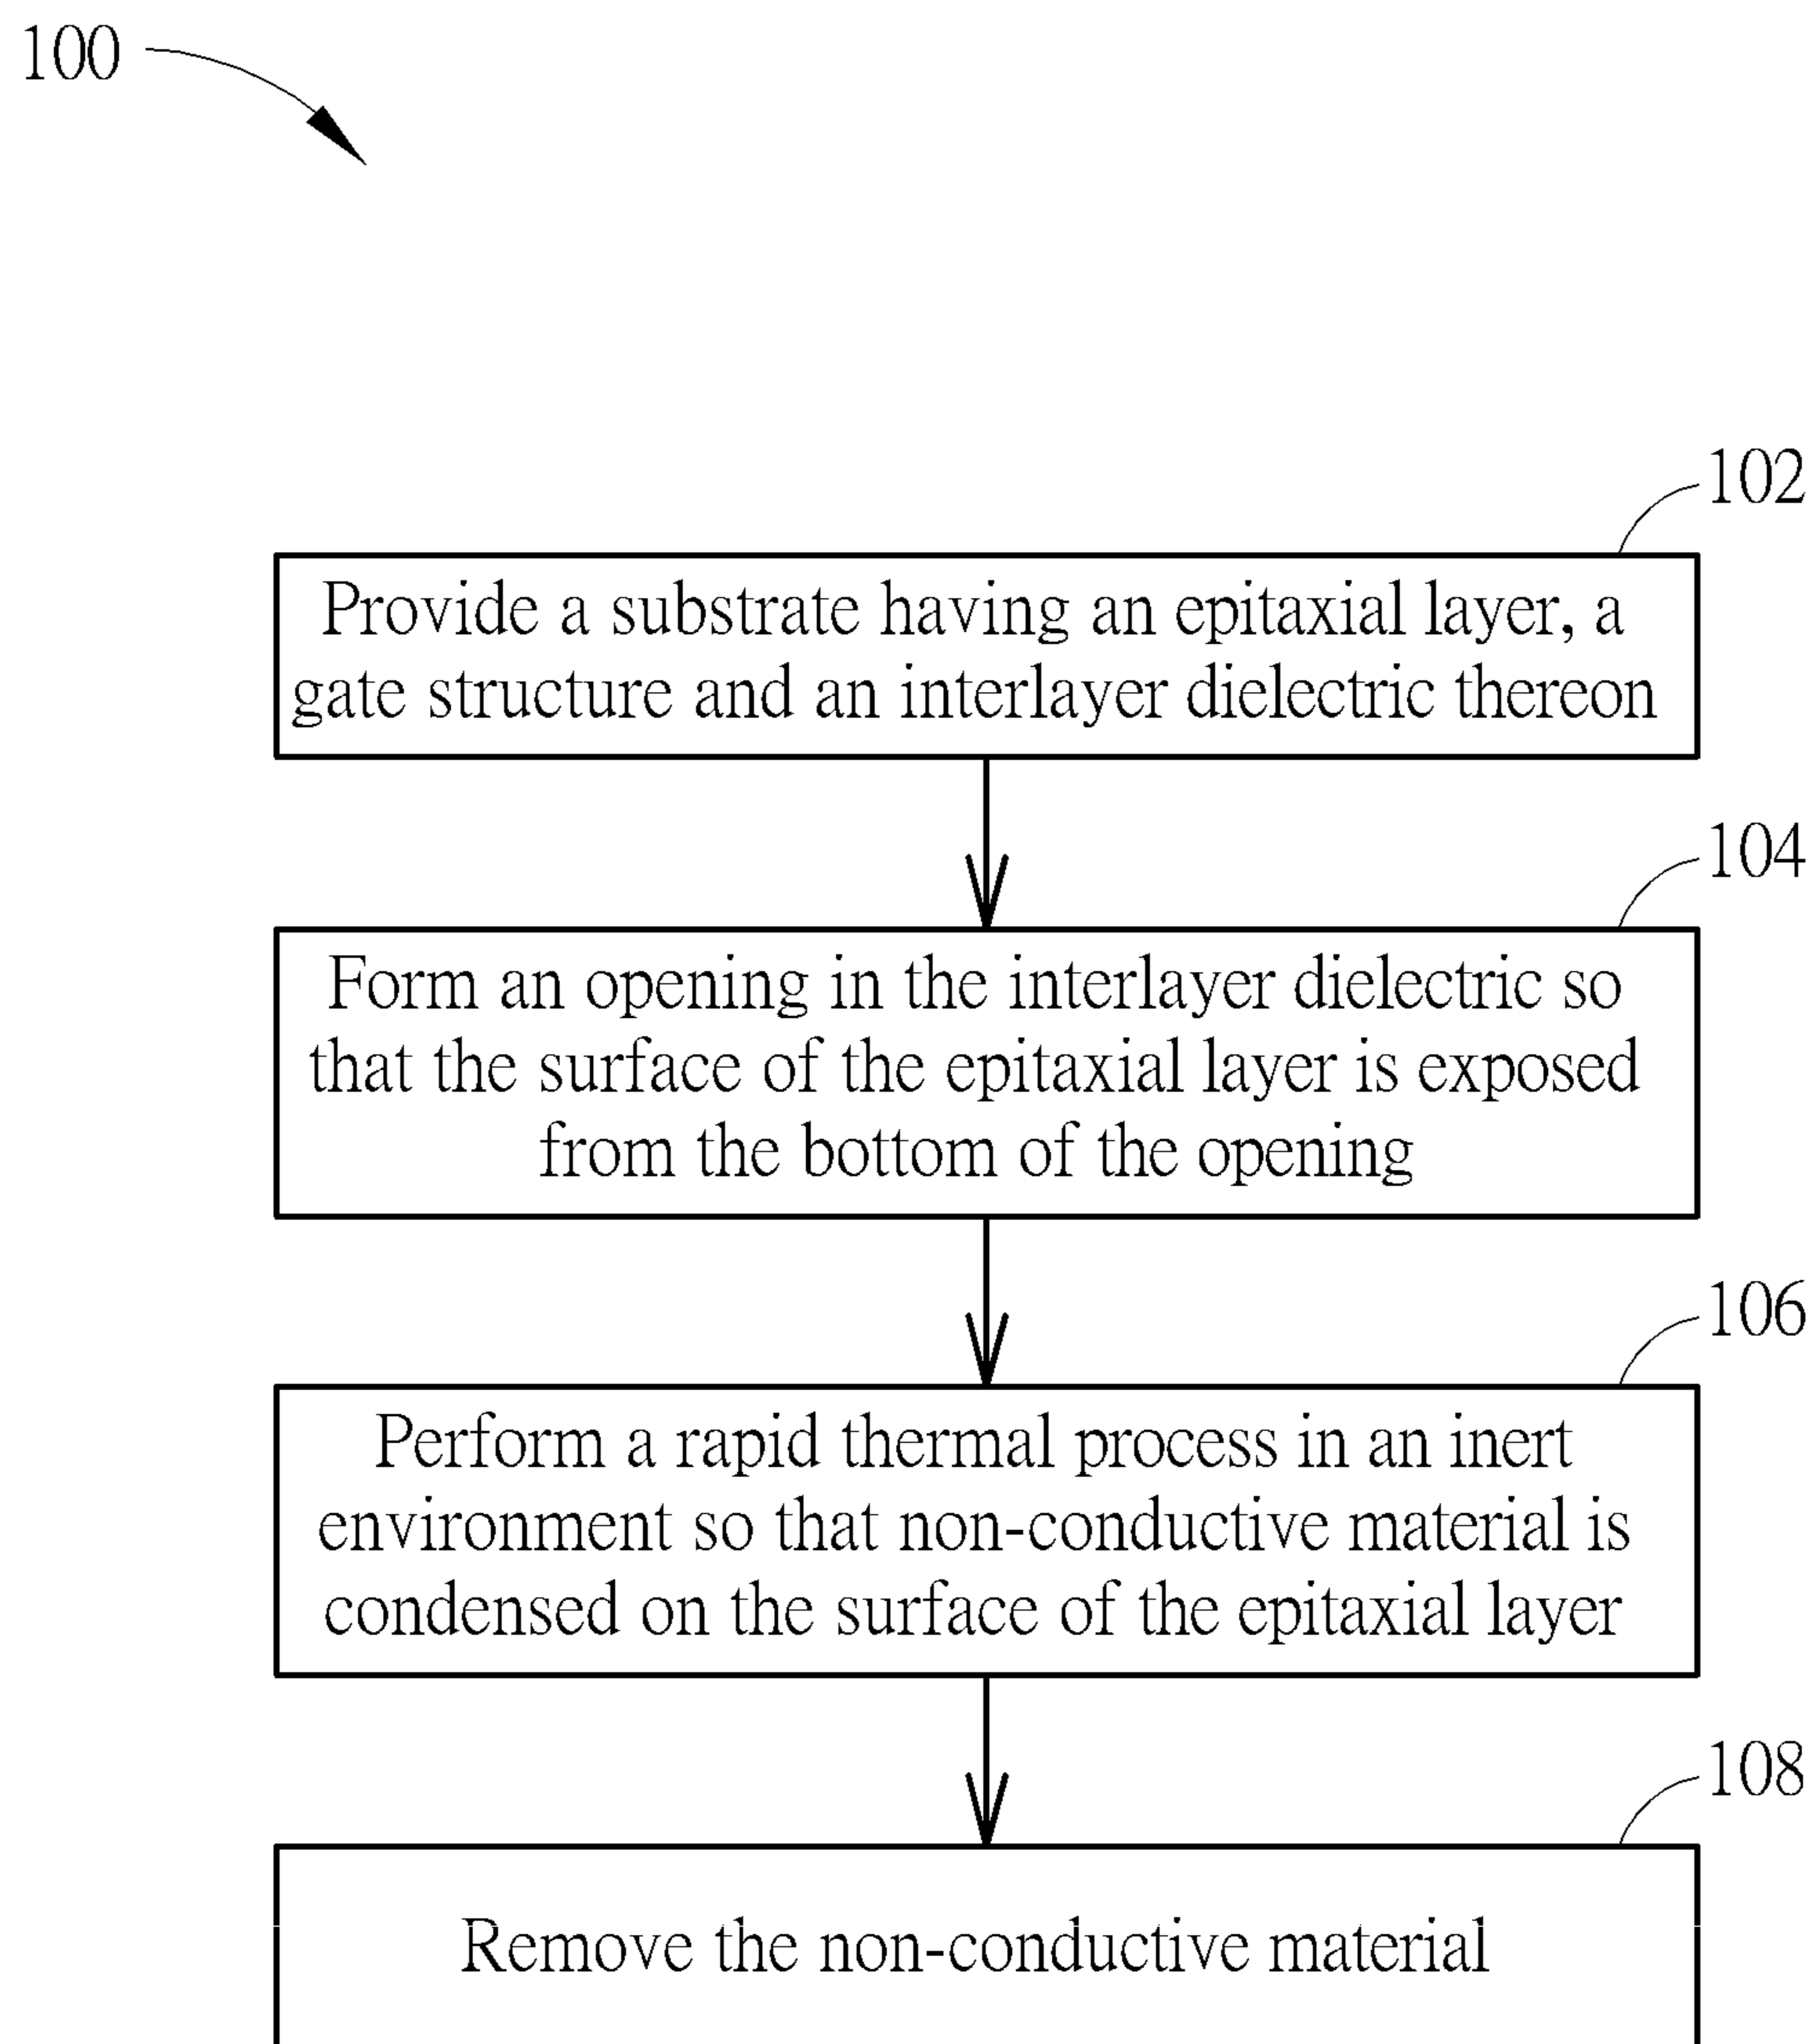 100
102
Provide a substrate having an epitaxial layer, a
gate structure and an interlayer dielectric thereon
104
Form an opening in the interlayer dielectric so
that the surface of the epitaxial layer is exposed
from the bottom of the opening
106
Perform a rapid thermal process in an inert
environment so that non-conductive material is
condensed on the surface of the epitaxial layer
108
Remove the non-conductive material